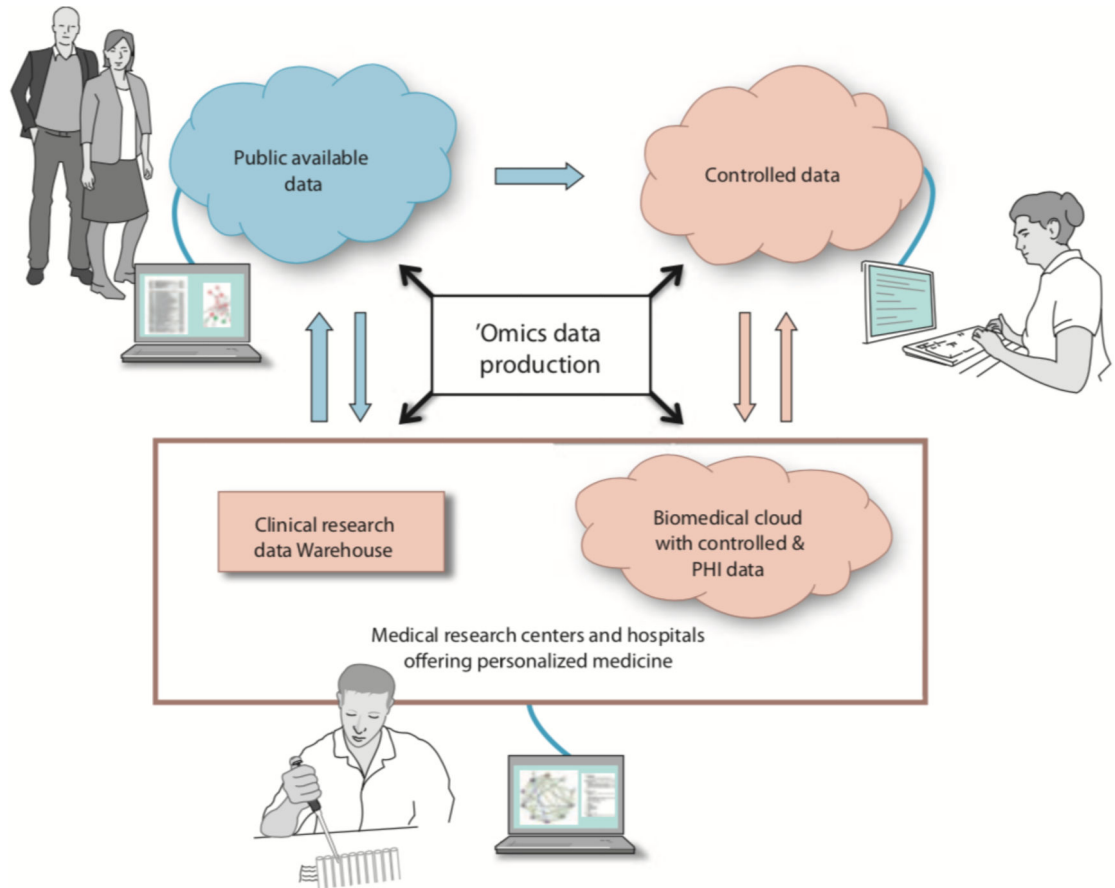 Public available
data
Controlled data
'Omics data
production
Clinical research
data Warehouse
Biomedical cloud
with controlled &
PHI data
Medical research centers and hospitals
offering personalized medicine